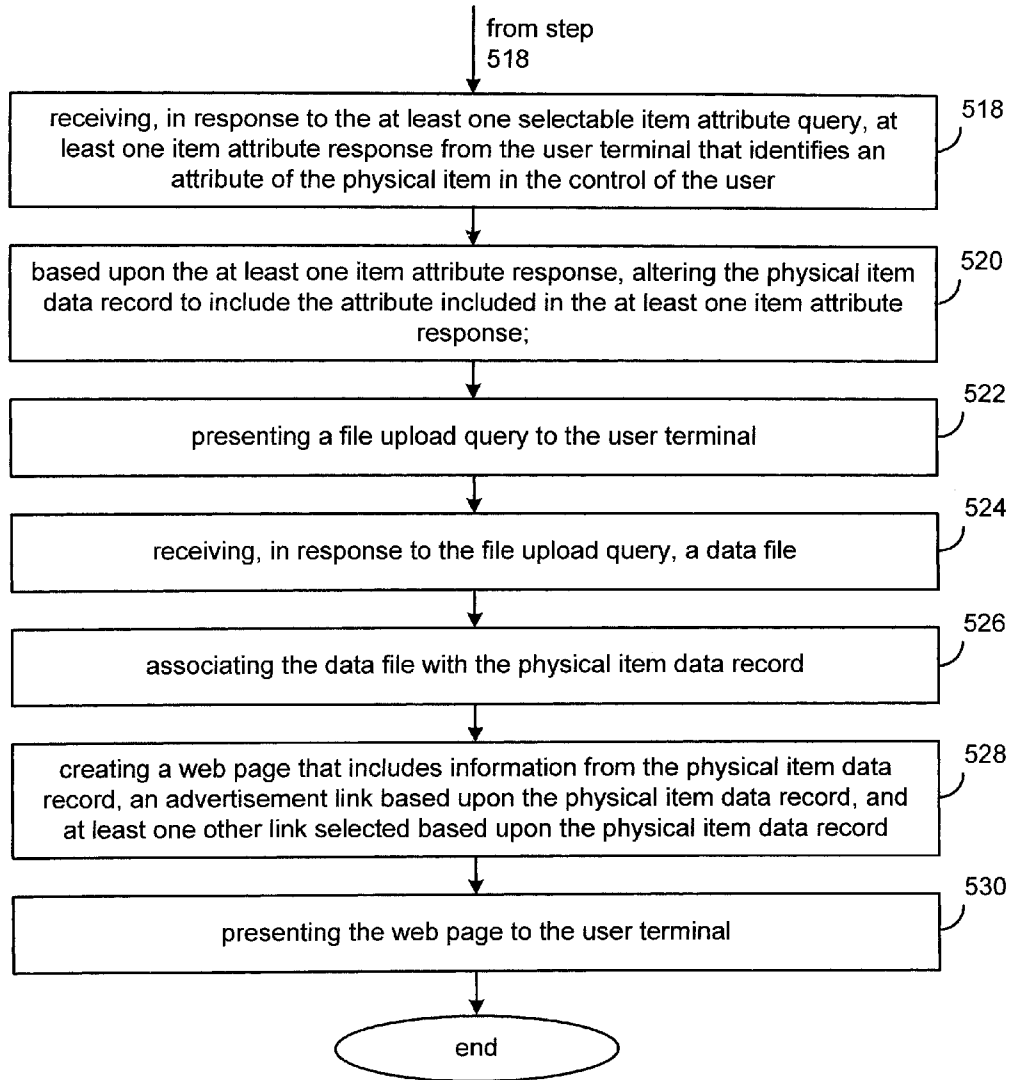 from step
518
receiving, in response to the at least one selectable item attribute query, at
least one item attribute response from the user terminal that identifies an
attribute of the physical item in the control of the user
518
based upon the at least one item attribute response, altering the physical item
data record to include the attribute included in the at least one item attribute
response;
520
presenting a file upload query to the user terminal
522
receiving, in response to the file upload query, a data file
524
associating the data file with the physical item data record
526
creating a web page that includes information from the physical item data
record, an advertisement link based upon the physical item data record, and
at least one other link selected based upon the physical item data record
528
presenting the web page to the user terminal
530
end